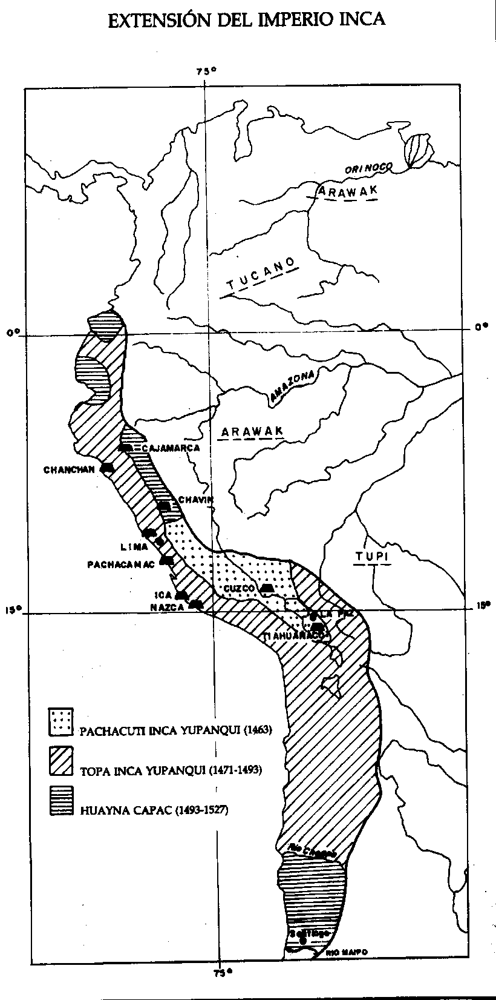 EXTENSIÓN DEL IMPERIO INCA
75°
ORINOCO
ARAWAK
TUCANO
0°
0°
AMAZONA
ARAWAK
CAJAMARCA
CHANCHAN
CHAVIN
LIMA
TUPI
PACHACAMAC
CUZCO
ICA
NAZCA
15°
15°
LA PAZ
TIAHUANACO
PACHACUTI INCA YUPANQUI (1463)
TOPA INCA YUPANQUI (1471-1493)
HUAYNA CAPAC (1493-1527)
Río Choapa
Santiago
RIO MAIPO
75°